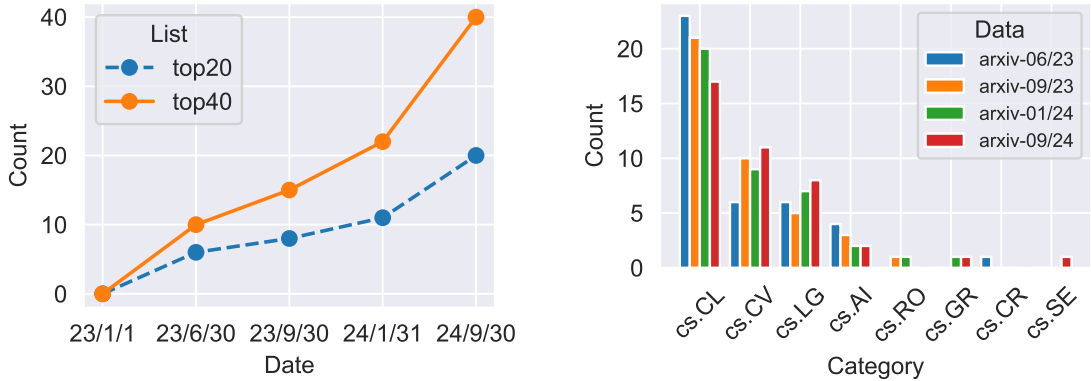 40
30
20
10
0
Count
List
top20
top40
23/1/1 23/6/30 23/9/30 24/1/31 24/9/30
Date
20
15
10
5
0
Count
Data
arxiv-06/23
arxiv-09/23
arxiv-01/24
arxiv-09/24
cs.CL cs.CV cs.LG cs.AI cs.RO cs.GR cs.CR cs.SE
Category